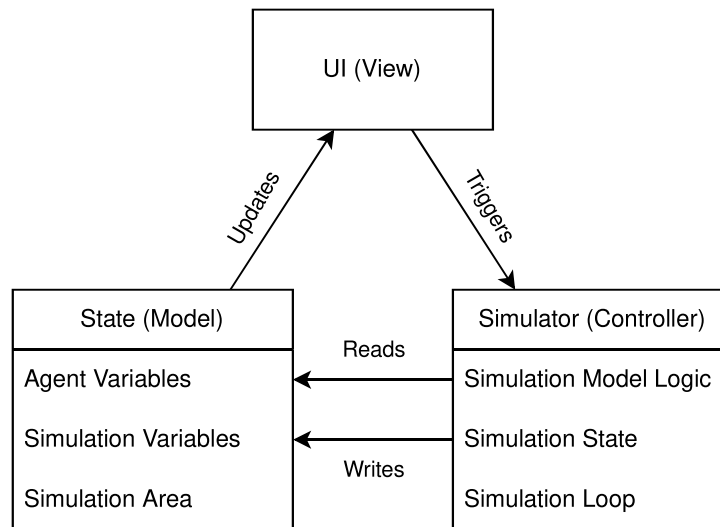 UI (View)
Updates
Triggers
State (Model)
Agent Variables
Simulation Variables
Simulation Area
Reads
Writes
Simulator (Controller)
Simulation Model Logic
Simulation State
Simulation Loop